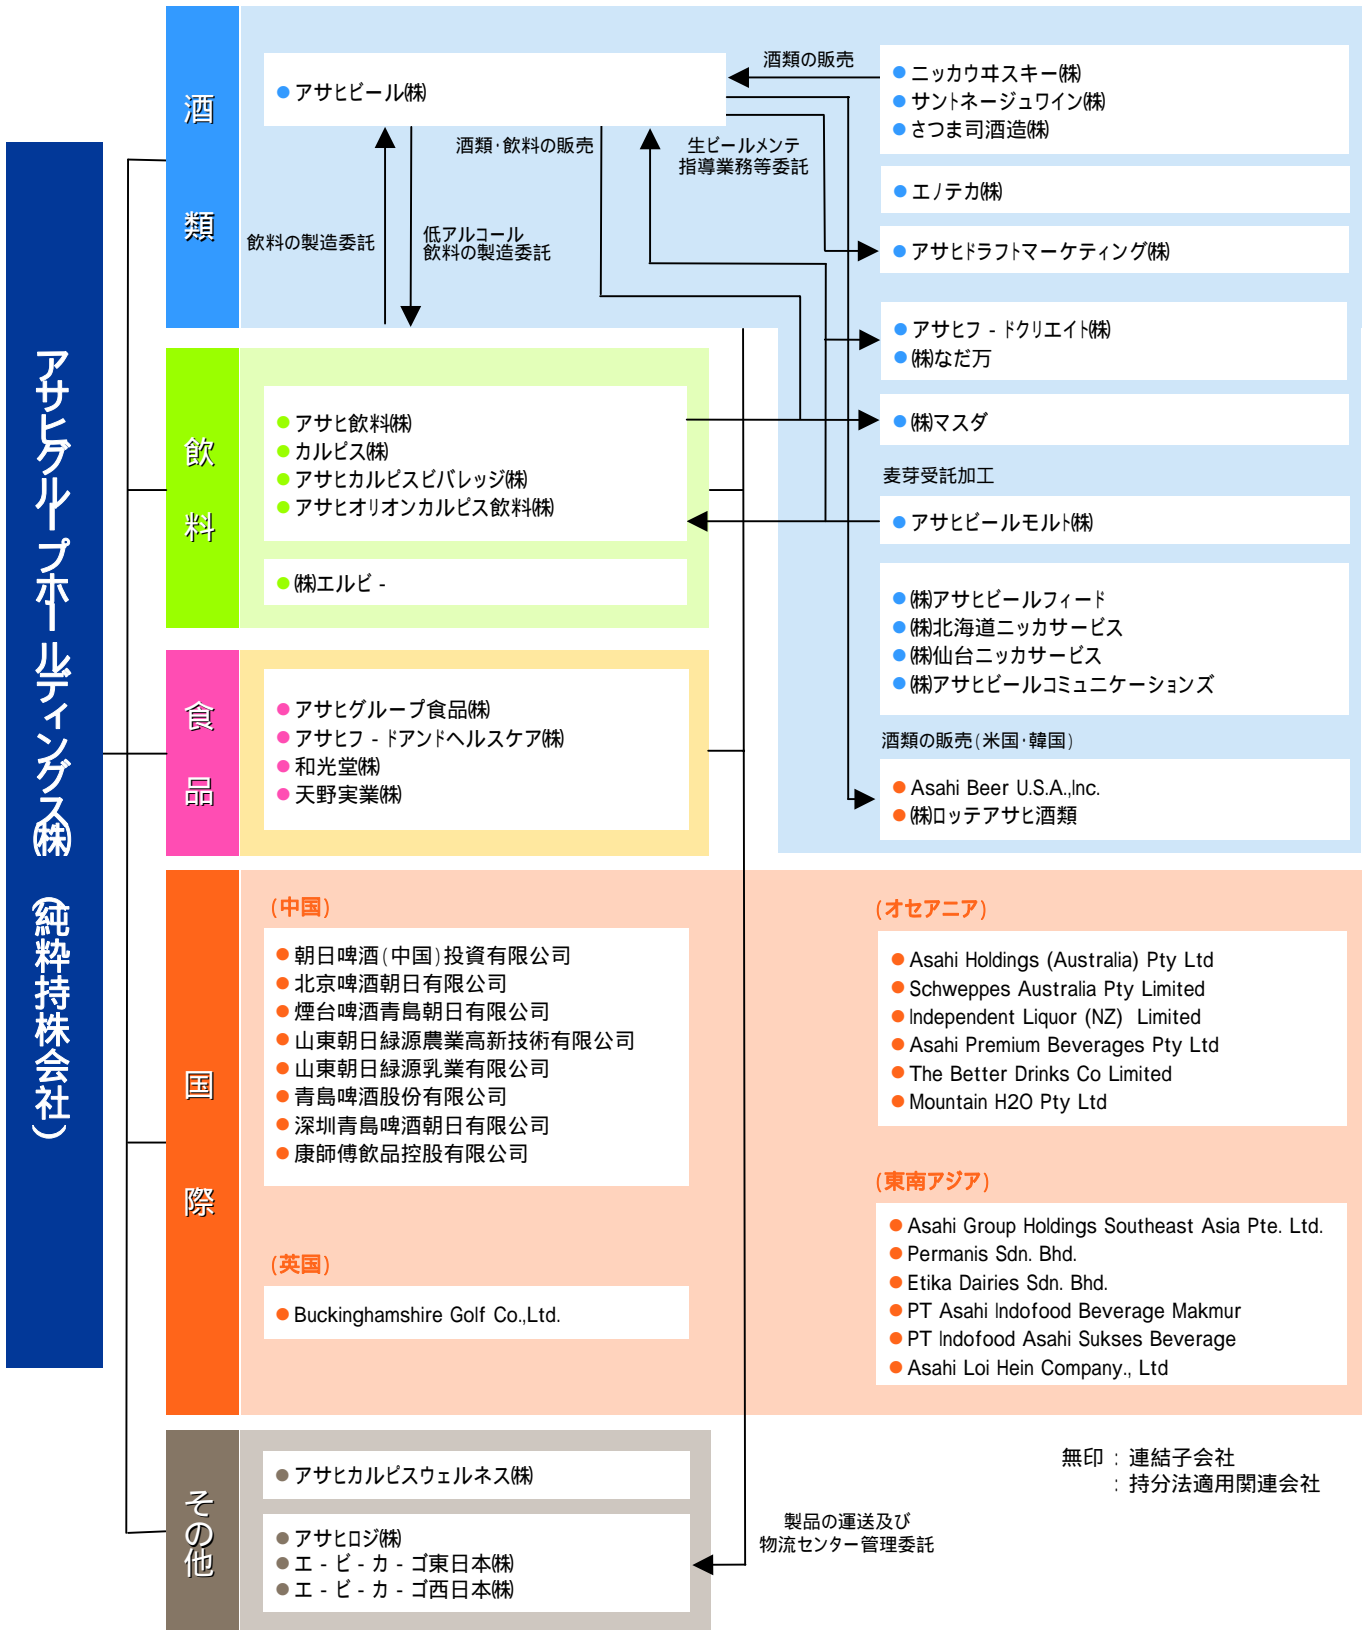 アサヒグループホールディングス㈱ (純粋持株会社)
酒類
アサヒビール㈱
酒類の販売
ニッカウヰスキー㈱
サントネージュワイン㈱
さつま司酒造㈱
酒類・飲料の販売
生ビールメンテ
指導業務等委託
エノテカ㈱
飲料の製造委託
低アルコール
飲料の製造委託
アサヒドラフトマーケティング㈱
アサヒフ-ドクリエイト㈱
㈱なだ万
㈱マスダ
麦芽受託加工
アサヒビールモルト㈱
㈱アサヒビールフィード
㈱北海道ニッカサービス
㈱仙台ニッカサービス
㈱アサヒビールコミュニケーションズ
酒類の販売(米国・韓国)
Asahi Beer U.S.A.,Inc.
㈱ロッテアサヒ酒類
飲料
アサヒ飲料㈱
カルピス㈱
アサヒカルピスビバレッジ㈱
アサヒオリオンカルピス飲料㈱
㈱エルビ-
食品
アサヒグループ食品㈱
アサヒフ-ドアンドヘルスケア㈱
和光堂㈱
天野実業㈱
国際
(中国)
朝日啤酒(中国)投資有限公司
北京啤酒朝日有限公司
煙台啤酒青島朝日有限公司
山東朝日緑源農業高新技術有限公司
山東朝日緑源乳業有限公司
青島啤酒股份有限公司
深圳青島啤酒朝日有限公司
康師傅飲品控股有限公司
(英国)
Buckinghamshire Golf Co.,Ltd.
(オセアニア)
Asahi Holdings (Australia) Pty Ltd
Schweppes Australia Pty Limited
Independent Liquor (NZ) Limited
Asahi Premium Beverages Pty Ltd
The Better Drinks Co Limited
Mountain H2O Pty Ltd
(東南アジア)
Asahi Group Holdings Southeast Asia Pte. Ltd.
Permanis Sdn. Bhd.
Etika Dairies Sdn. Bhd.
PT Asahi Indofood Beverage Makmur
PT Indofood Asahi Sukses Beverage
Asahi Loi Hein Company., Ltd
その他
アサヒカルピスウェルネス㈱
アサヒロジ㈱
エ-ビ-カ-ゴ東日本㈱
エ-ビ-カ-ゴ西日本㈱
製品の運送及び
物流センター管理委託
無印 : 連結子会社
: 持分法適用関連会社